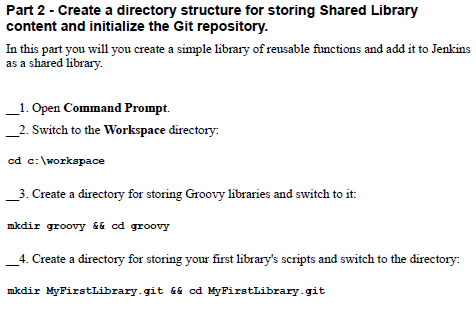 Part 2 - Create a directory structure for storing Shared Library
content and initialize the Git repository.
In this part you will you create a simple library of reusable functions and add it to Jenkins
as a shared library.
__1. Open Command Prompt.
__2. Switch to the Workspace directory:
cd c:\workspace
__3. Create a directory for storing Groovy libraries and switch to it:
mkdir groovy && cd groovy
__4. Create a directory for storing your first library's scripts and switch to the directory:
mkdir MyFirstLibrary.git && cd MyFirstLibrary.git